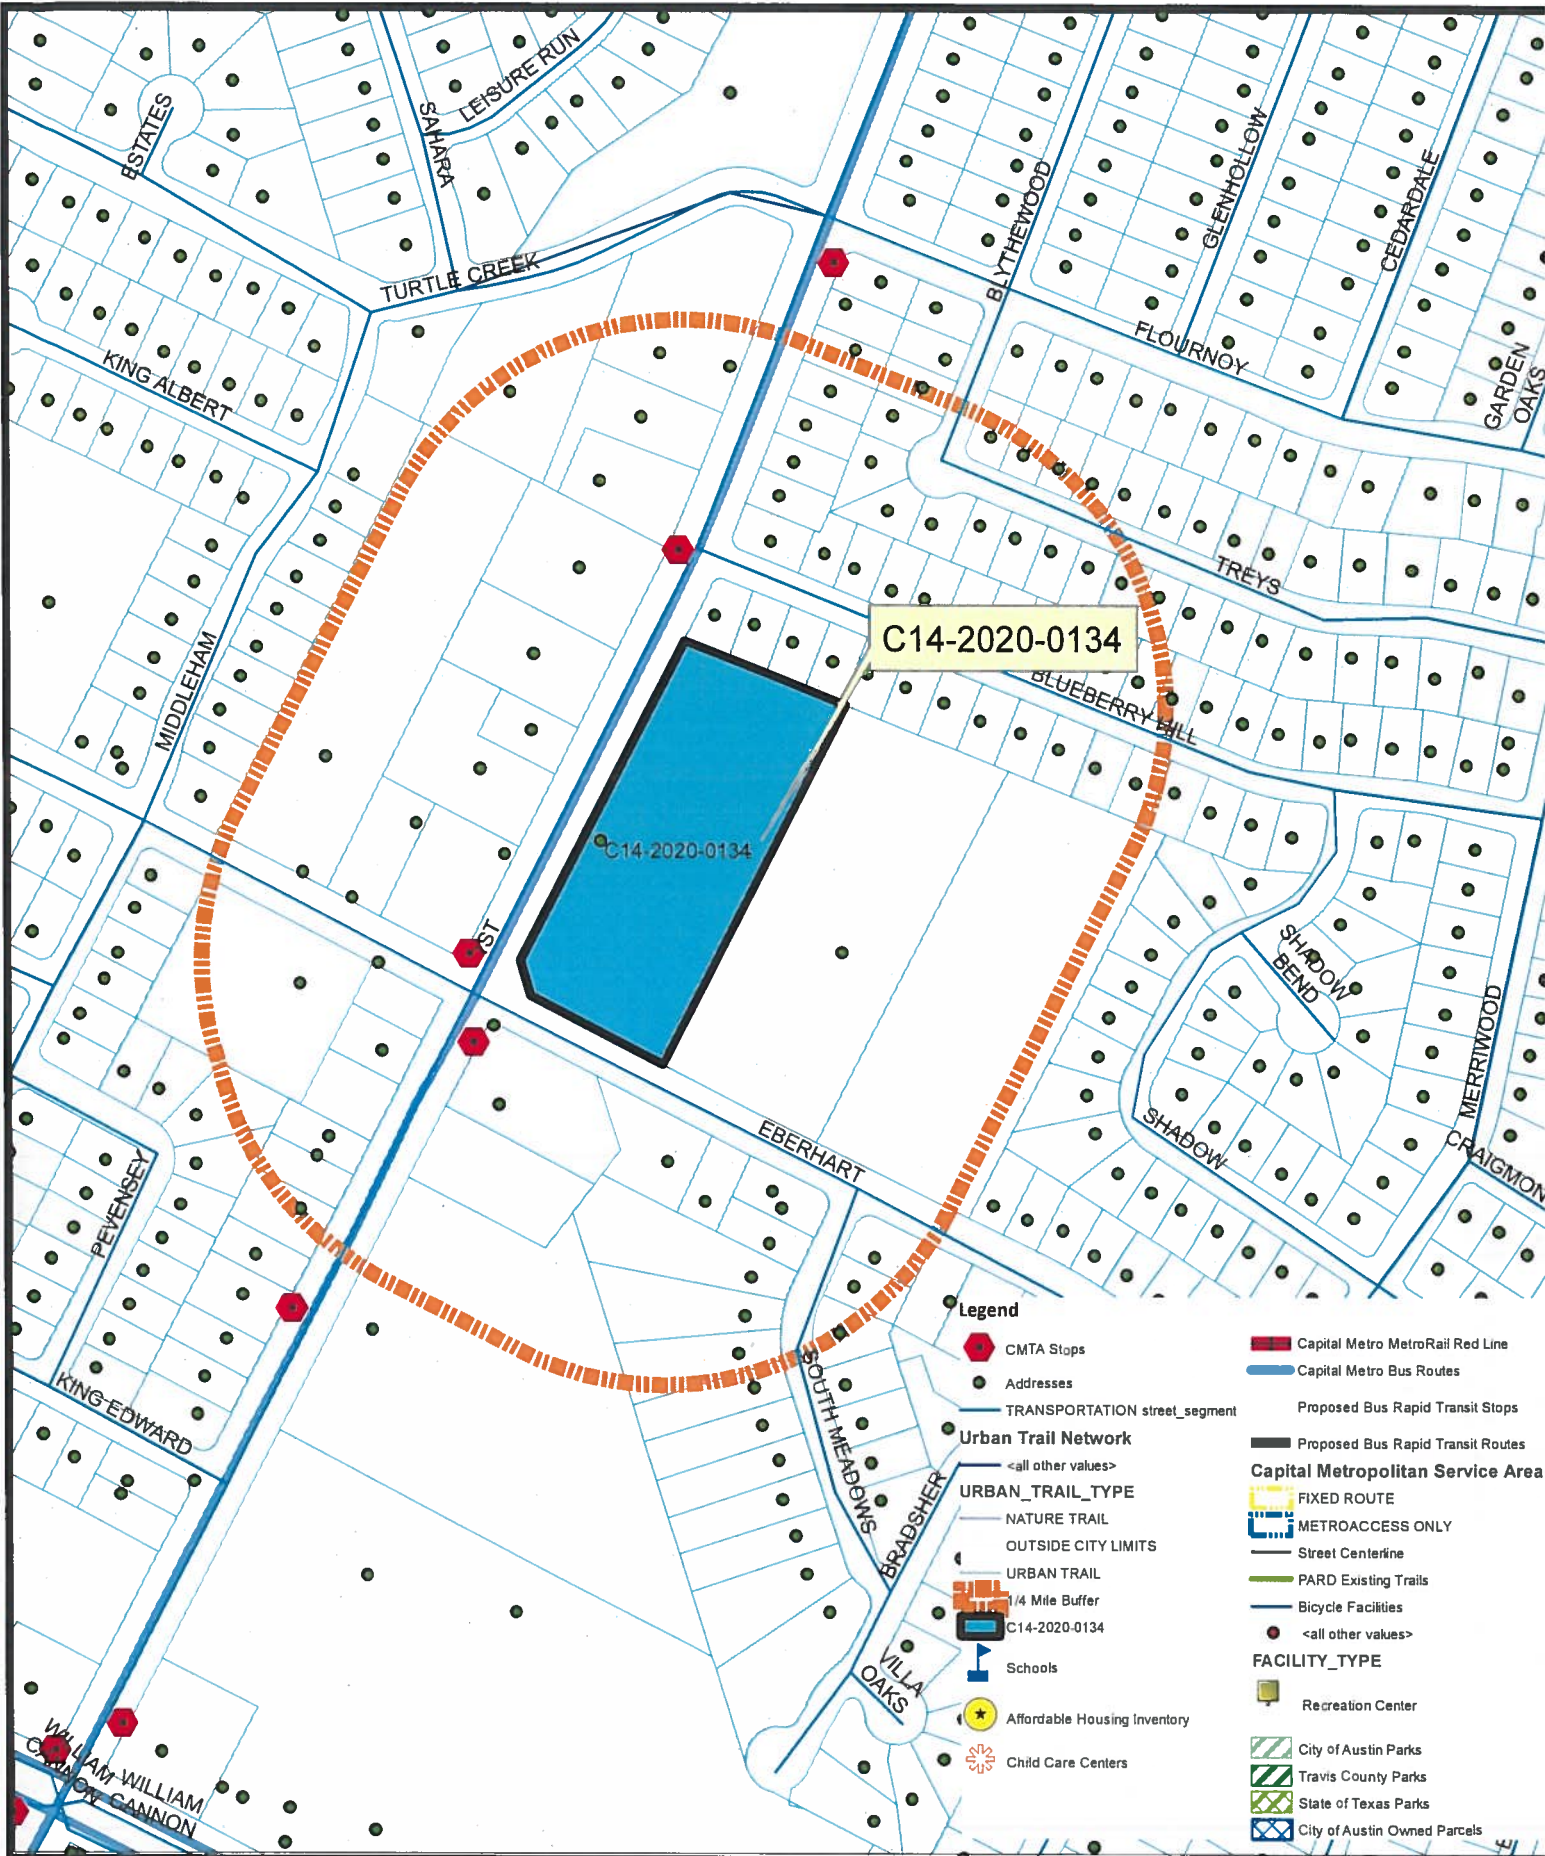 LEISURE RUN
ESTATES
SAHARA
BLYTHEWOOD
GLENHOLLOW
CEDARDALE
TURTLE CREEK
FLOURNOY
GARDEN
OAKS
KING ALBERT
TREYS
C14-2020-0134
MIDDLEHAM
BLUEBERRY HILL
C14-2020-0134
1ST
SHADOW
BEND
MERRIWOOD
EBERHART
SHADOW
CRAIGMON
PEVENSEY
KING EDWARD
SOUTH MEADOWS
BRADSHER
VILLA
OAKS
WILLIAM WILLIAM
CANNON CANNON
Legend
CMTA Stops
Addresses
TRANSPORTATION street_segment
Urban Trail Network
<all other values>
URBAN_TRAIL_TYPE
NATURE TRAIL
OUTSIDE CITY LIMITS
URBAN TRAIL
1/4 Mile Buffer
C14-2020-0134
Schools
Affordable Housing Inventory
Child Care Centers
Capital Metro MetroRail Red Line
Capital Metro Bus Routes
Proposed Bus Rapid Transit Stops
Proposed Bus Rapid Transit Routes
Capital Metropolitan Service Area
FIXED ROUTE
METROACCESS ONLY
Street Centerline
PARD Existing Trails
Bicycle Facilities
<all other values>
FACILITY_TYPE
Recreation Center
City of Austin Parks
Travis County Parks
State of Texas Parks
City of Austin Owned Parcels